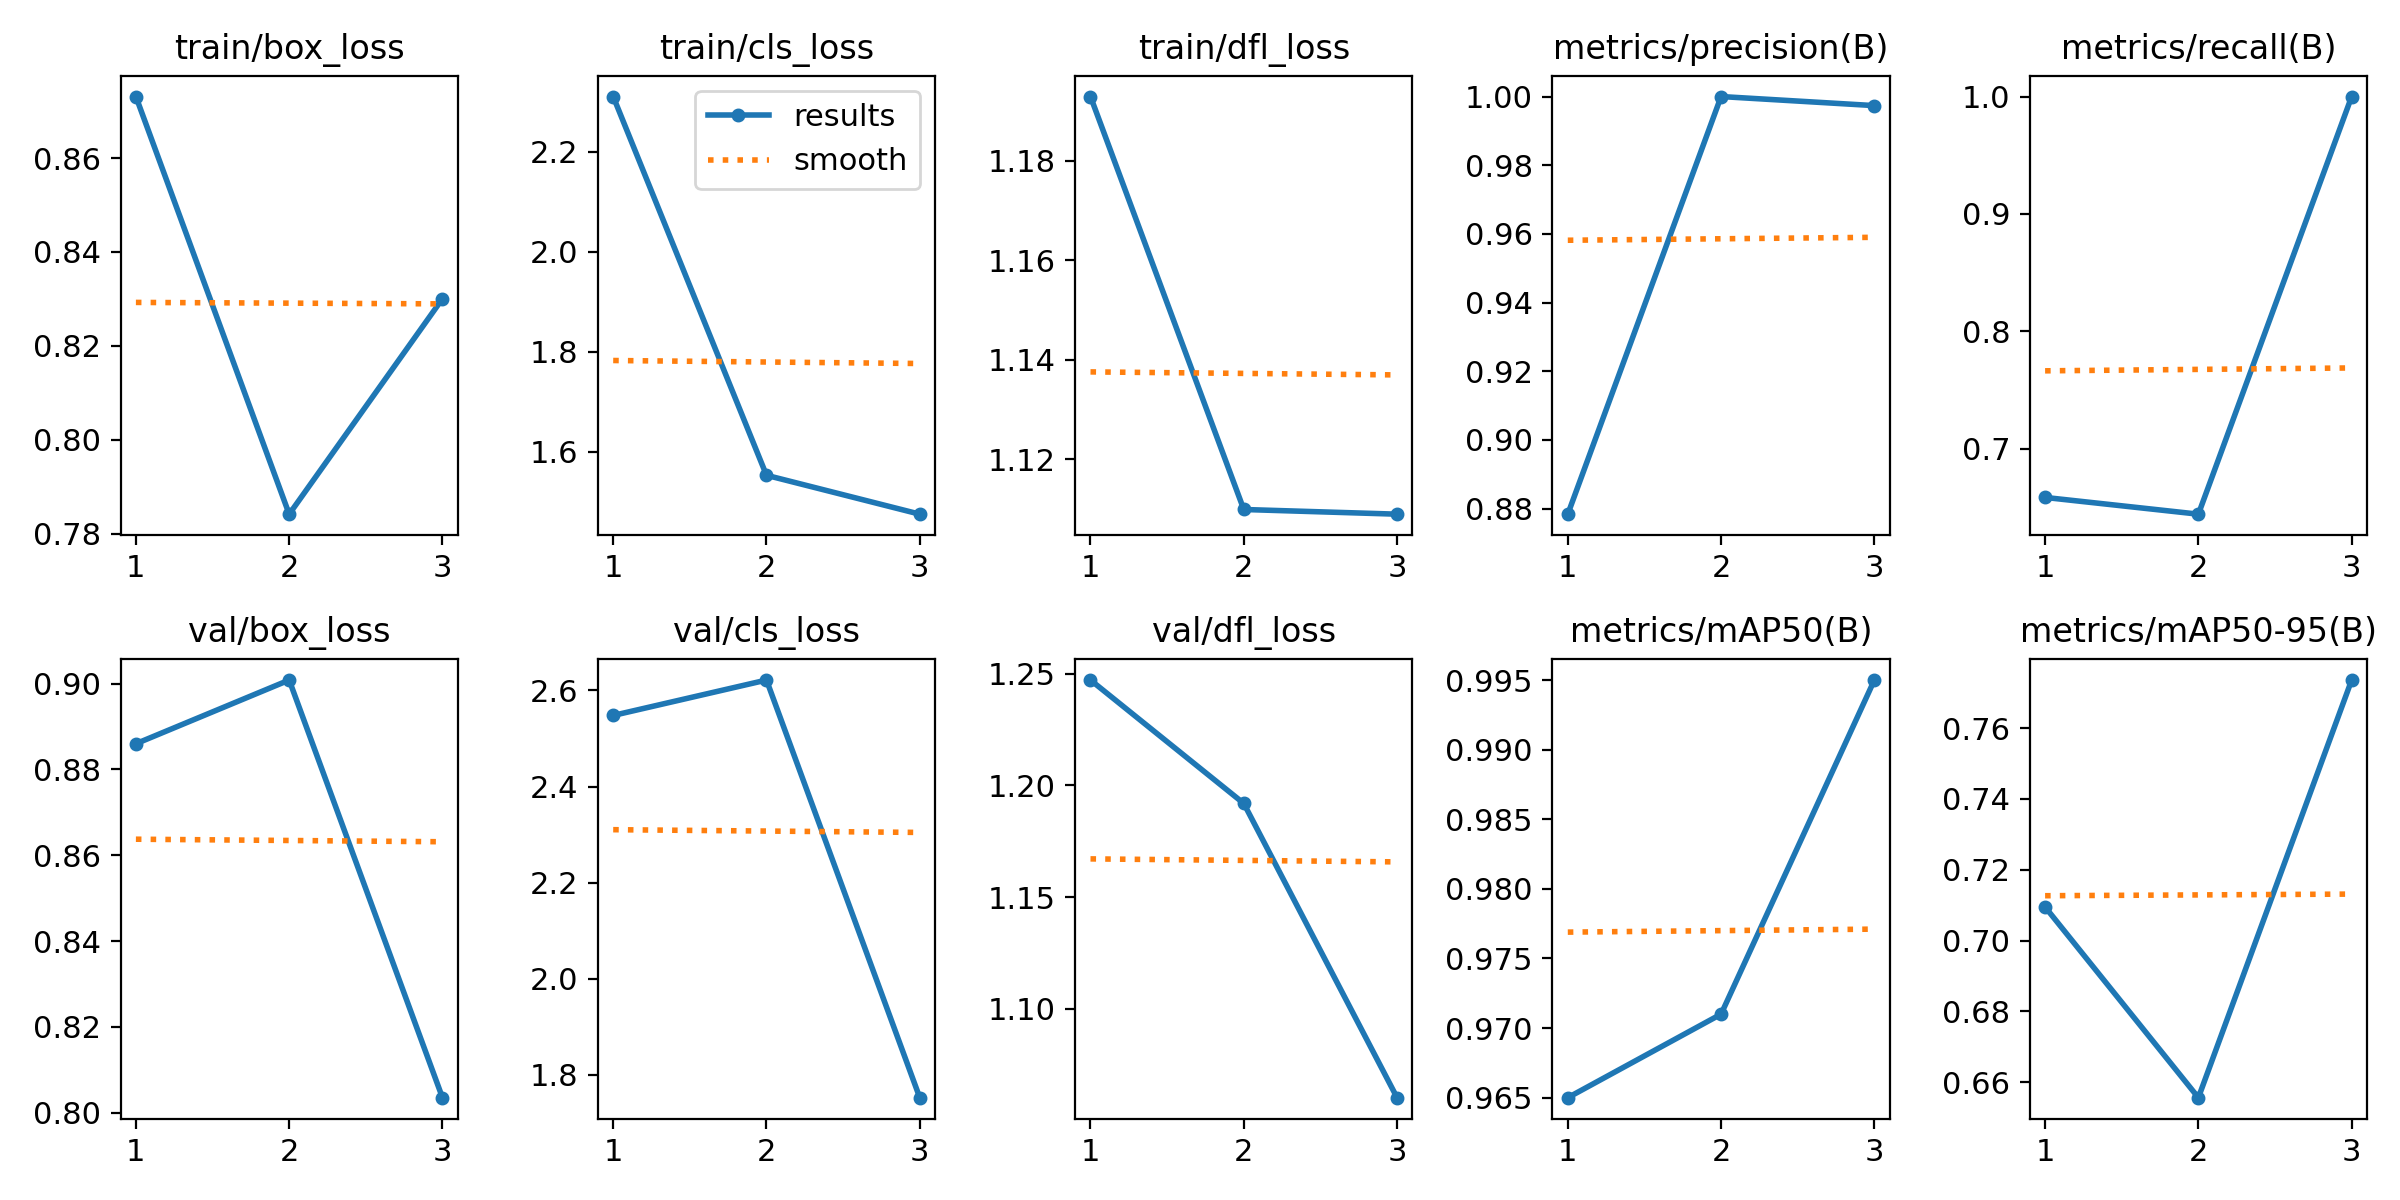 train/box_loss
0.86
0.84
0.82
0.80
0.78
1 2 3
train/cls_loss
results
smooth
2.2
2.0
1.8
1.6
1 2 3
train/dfl_loss
1.18
1.16
1.14
1.12
1 2 3
metrics/precision(B)
1.00
0.98
0.96
0.94
0.92
0.90
0.88
1 2 3
metrics/recall(B)
1.0
0.9
0.8
0.7
1 2 3
val/box_loss
0.90
0.88
0.86
0.84
0.82
0.80
1 2 3
val/cls_loss
2.6
2.4
2.2
2.0
1.8
1 2 3
val/dfl_loss
1.25
1.20
1.15
1.10
1 2 3
metrics/mAP50(B)
0.995
0.990
0.985
0.980
0.975
0.970
0.965
1 2 3
metrics/mAP50-95(B)
0.76
0.74
0.72
0.70
0.68
0.66
1 2 3